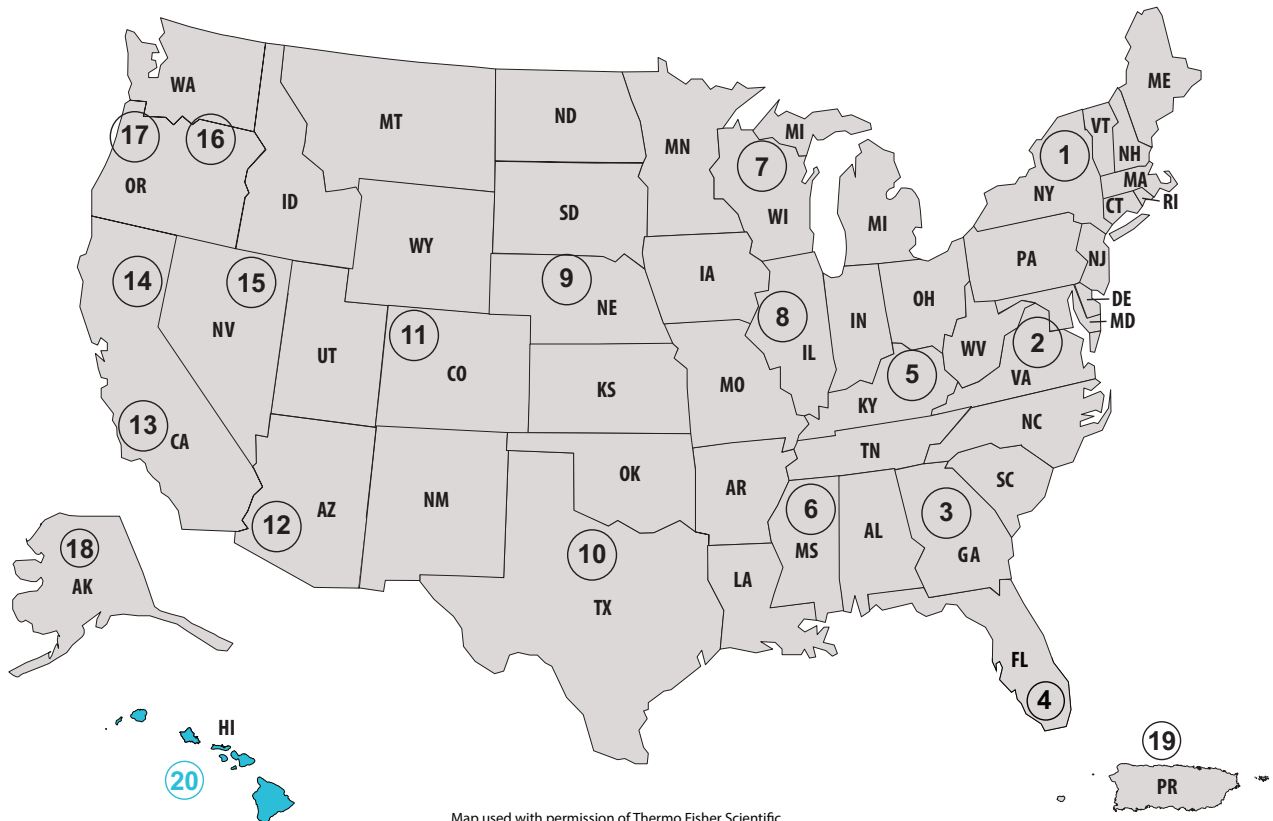 ME
WA
MT
ND
MN
MI
VT
NH
17
16
7
1
OR
ID
SD
WI
MI
NY
MA
CT
RI
WY
14
15
9
NE
IA
PA
NJ
NV
11
8
IL
IN
OH
DE
MD
UT
CO
KS
MO
5
KY
WV
2
VA
13
CA
NC
TN
OK
AR
SC
12
AZ
NM
10
TX
6
MS
AL
3
GA
18
AK
LA
FL
4
HI
20
19
PR
Map used with permission of Thermo Fisher Scientific